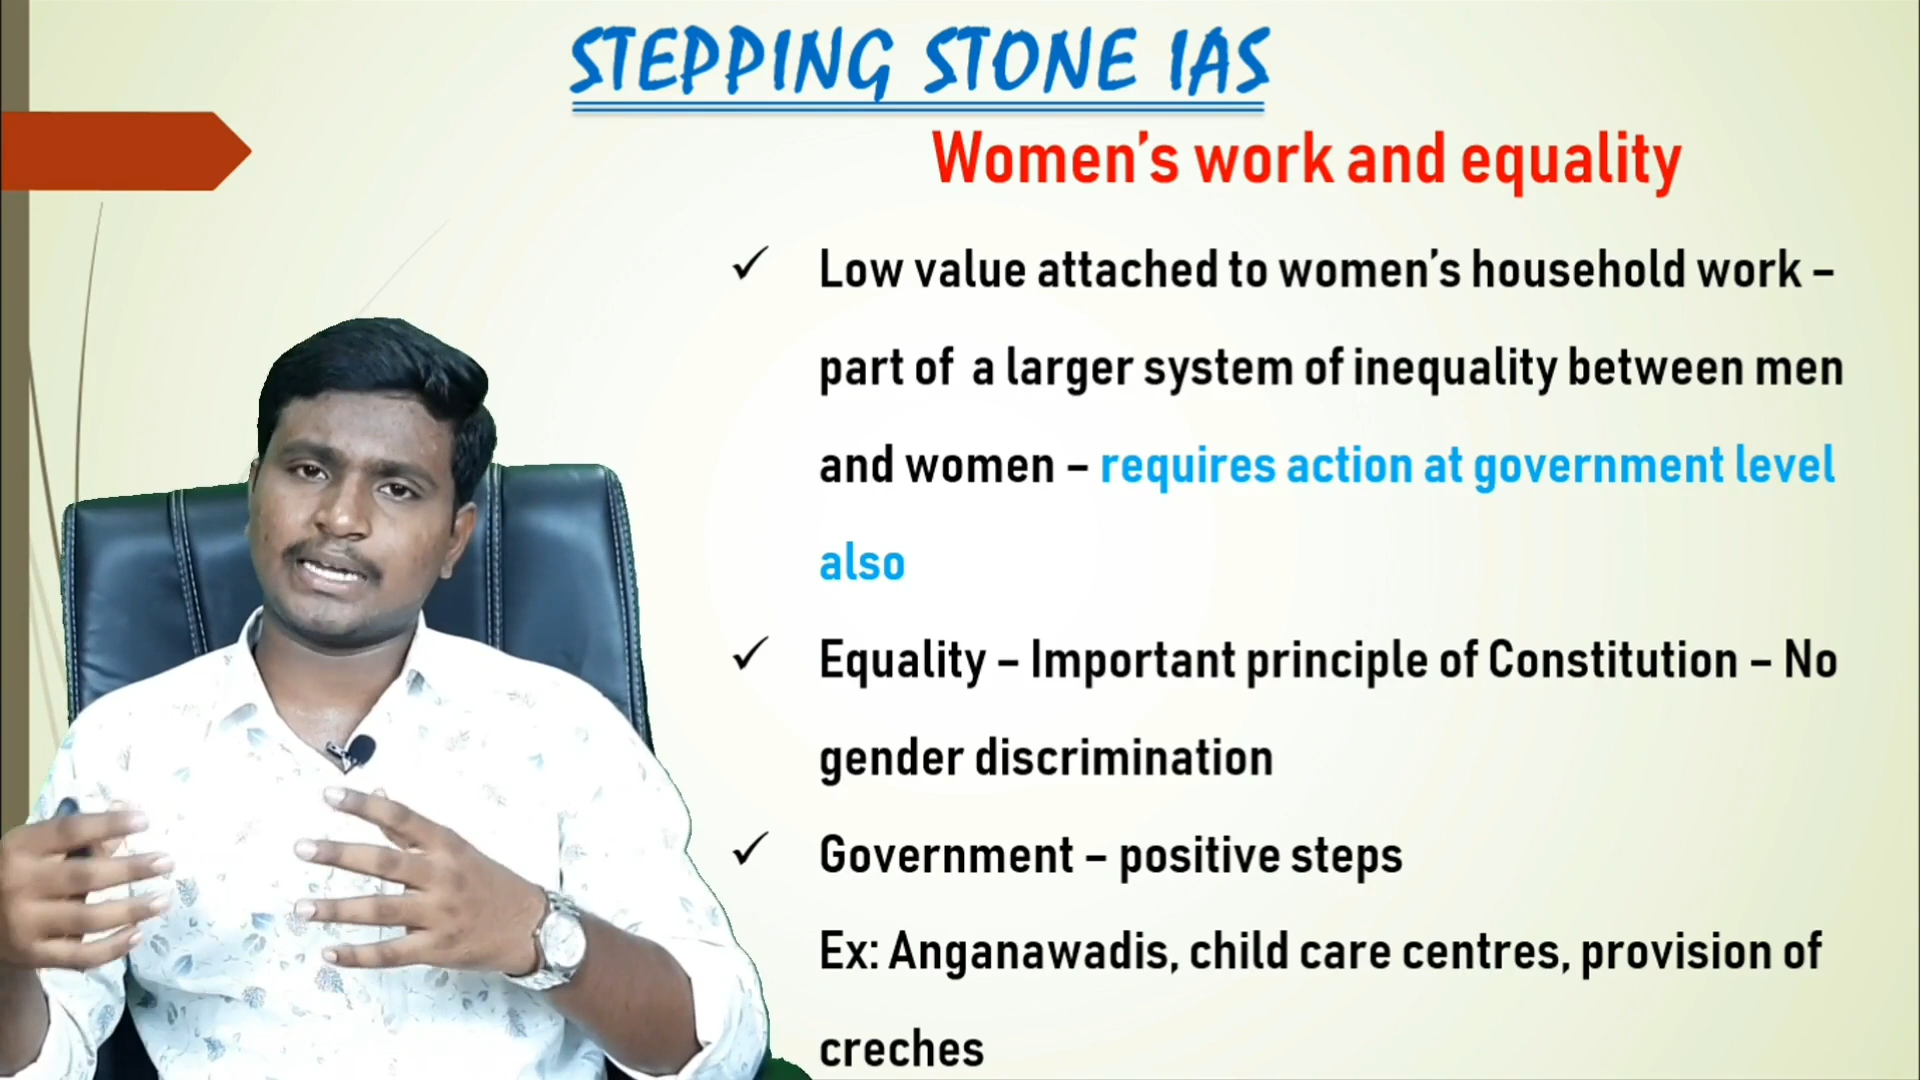 STEPPING STONE IAS
Women’s work and equality
✓ Low value attached to women’s household work –
part of a larger system of inequality between men
and women – requires action at government level
also
✓ Equality – Important principle of Constitution – No
gender discrimination
✓ Government – positive steps
Ex: Anganawadis, child care centres, provision of
creches